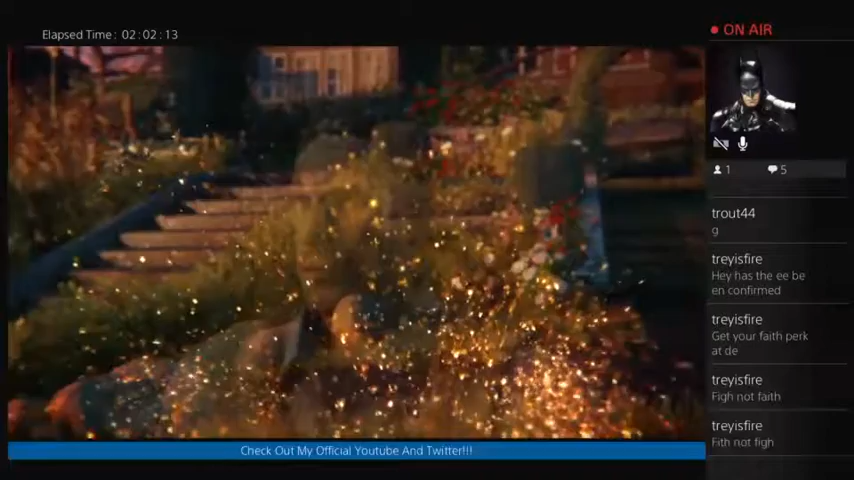 Elapsed Time: 02:02:13
ON AIR
1
5
trout44
g
treyisfire
Hey has the ee be
en confirmed
treyisfire
Get your faith perk
at de
treyisfire
Figh not faith
treyisfire
Fith not figh
Check Out My Official Youtube And Twitter!!!